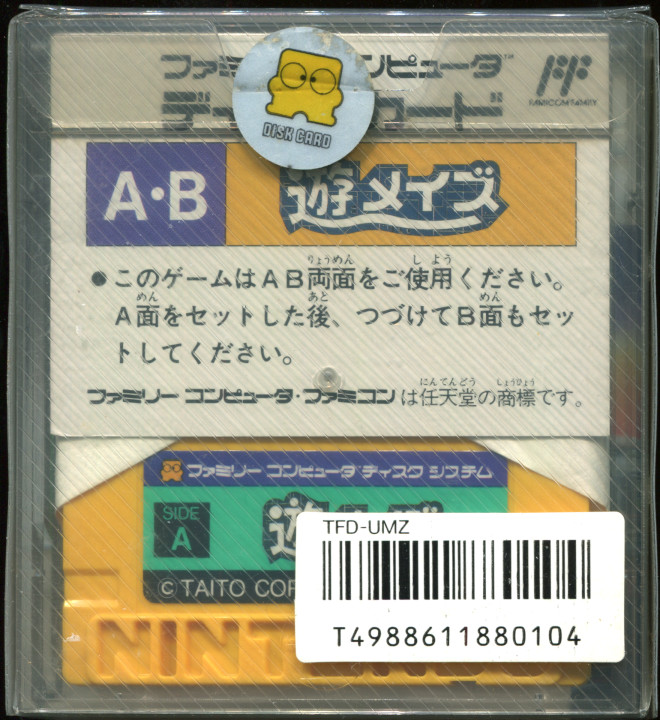 ファミ ンピュータ™
デ ード
FAMICOM FAMILY
DISK CARD
A・B 遊メイズ
●このゲームはAB両面をご使用ください。
A面をセットした後、つづけてB面もセッ
トしてください。
ファミリー コンピュータ・ファミコンは任天堂の商標です。
ファミリー コンピュータ ディスク システム
SIDE
A
遊
© TAITO COR
NINTENDO
TFD-UMZ
T4988611880104